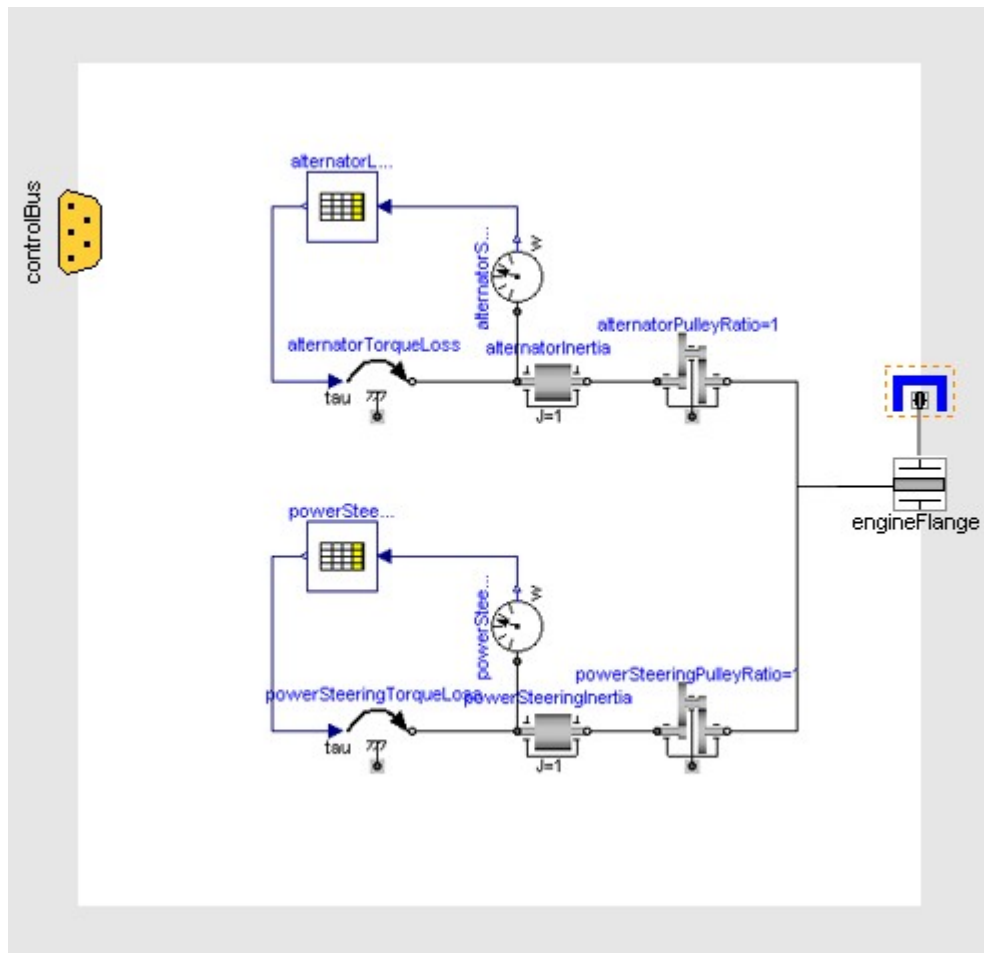 alternatorL...
controlBus
alternatorS...
w
alternatorPulleyRatio=1
alternatorTorqueLoss
alternatorInertia
tau
J=1
engineFlange
powerStee...
powerStee...
w
powerSteeringPulleyRatio=1
powerSteeringTorqueLoss
powerSteeringInertia
tau
J=1